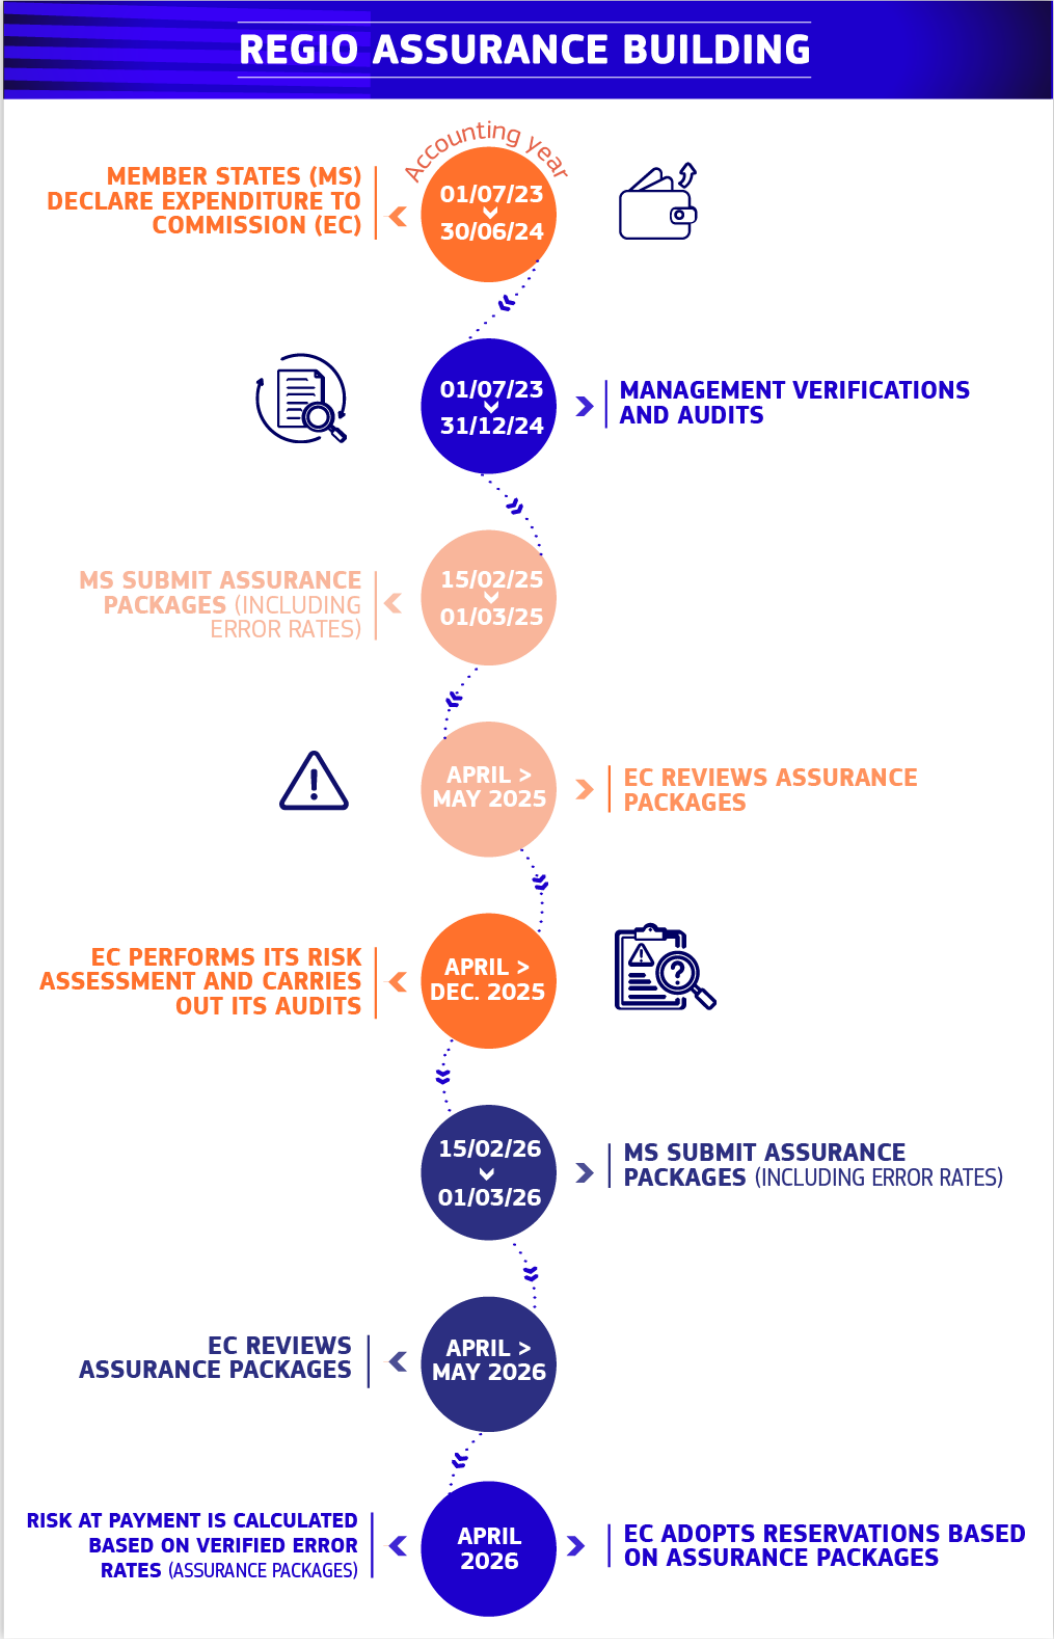 REGIO ASSURANCE BUILDING
Accounting year
MEMBER STATES (MS)
DECLARE EXPENDITURE TO
COMMISSION (EC)
01/07/23
30/06/24
01/07/23
31/12/24
MANAGEMENT VERIFICATIONS
AND AUDITS
MS SUBMIT ASSURANCE
PACKAGES (INCLUDING
ERROR RATES)
15/02/25
01/03/25
APRIL >
MAY 2025
EC REVIEWS ASSURANCE
PACKAGES
EC PERFORMS ITS RISK
ASSESSMENT AND CARRIES
OUT ITS AUDITS
APRIL >
DEC. 2025
15/02/26
01/03/26
MS SUBMIT ASSURANCE
PACKAGES (INCLUDING ERROR RATES)
EC REVIEWS
ASSURANCE PACKAGES
APRIL >
MAY 2026
RISK AT PAYMENT IS CALCULATED
BASED ON VERIFIED ERROR
RATES (ASSURANCE PACKAGES)
APRIL
2026
EC ADOPTS RESERVATIONS BASED
ON ASSURANCE PACKAGES